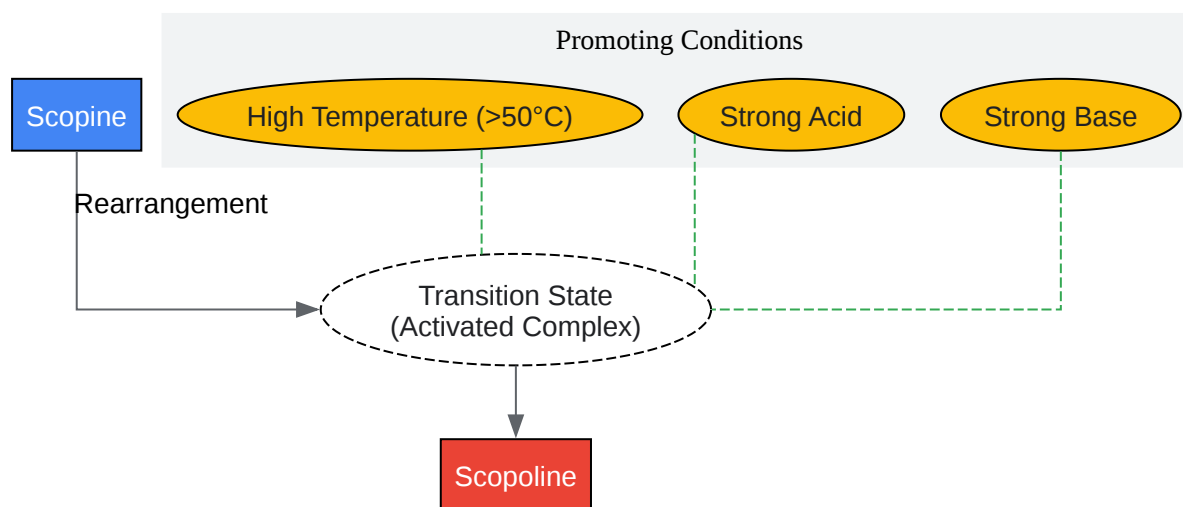 Promoting Conditions
Scopine
High Temperature (>50°C)
Strong Acid
Strong Base
Rearrangement
Transition State
(Activated Complex)
Scopoline